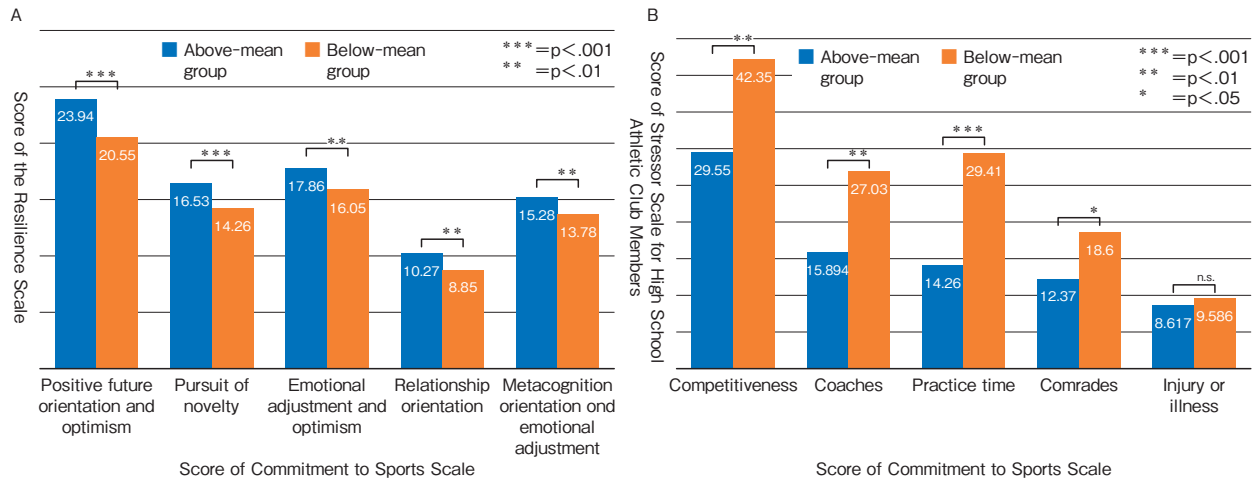 A
Above-mean group
Below-mean group
***=p<.001
**  =p<.01
Score of the Resilience Scale
***
23.94
20.55
***
16.53
14.26
**
17.86
16.05
**
10.27
8.85
**
15.28
13.78
Positive future
orientation and
optimism
Pursuit of
novelty
Emotional
adjustment and
optimism
Relationship
orientation
Metacognition
orientation ond
emotional
adjustment
Score of Commitment to Sports Scale
B
Above-mean group
Below-mean group
***=p<.001
**  =p<.01
*   =p<.05
Score of Stressor Scale for High School
Athletic Club Members
**
29.55
42.35
**
15.894
27.03
***
14.26
29.41
*
12.37
18.6
n.s.
8.617
9.586
Competitiveness
Coaches
Practice time
Comrades
Injury or
illness
Score of Commitment to Sports Scale